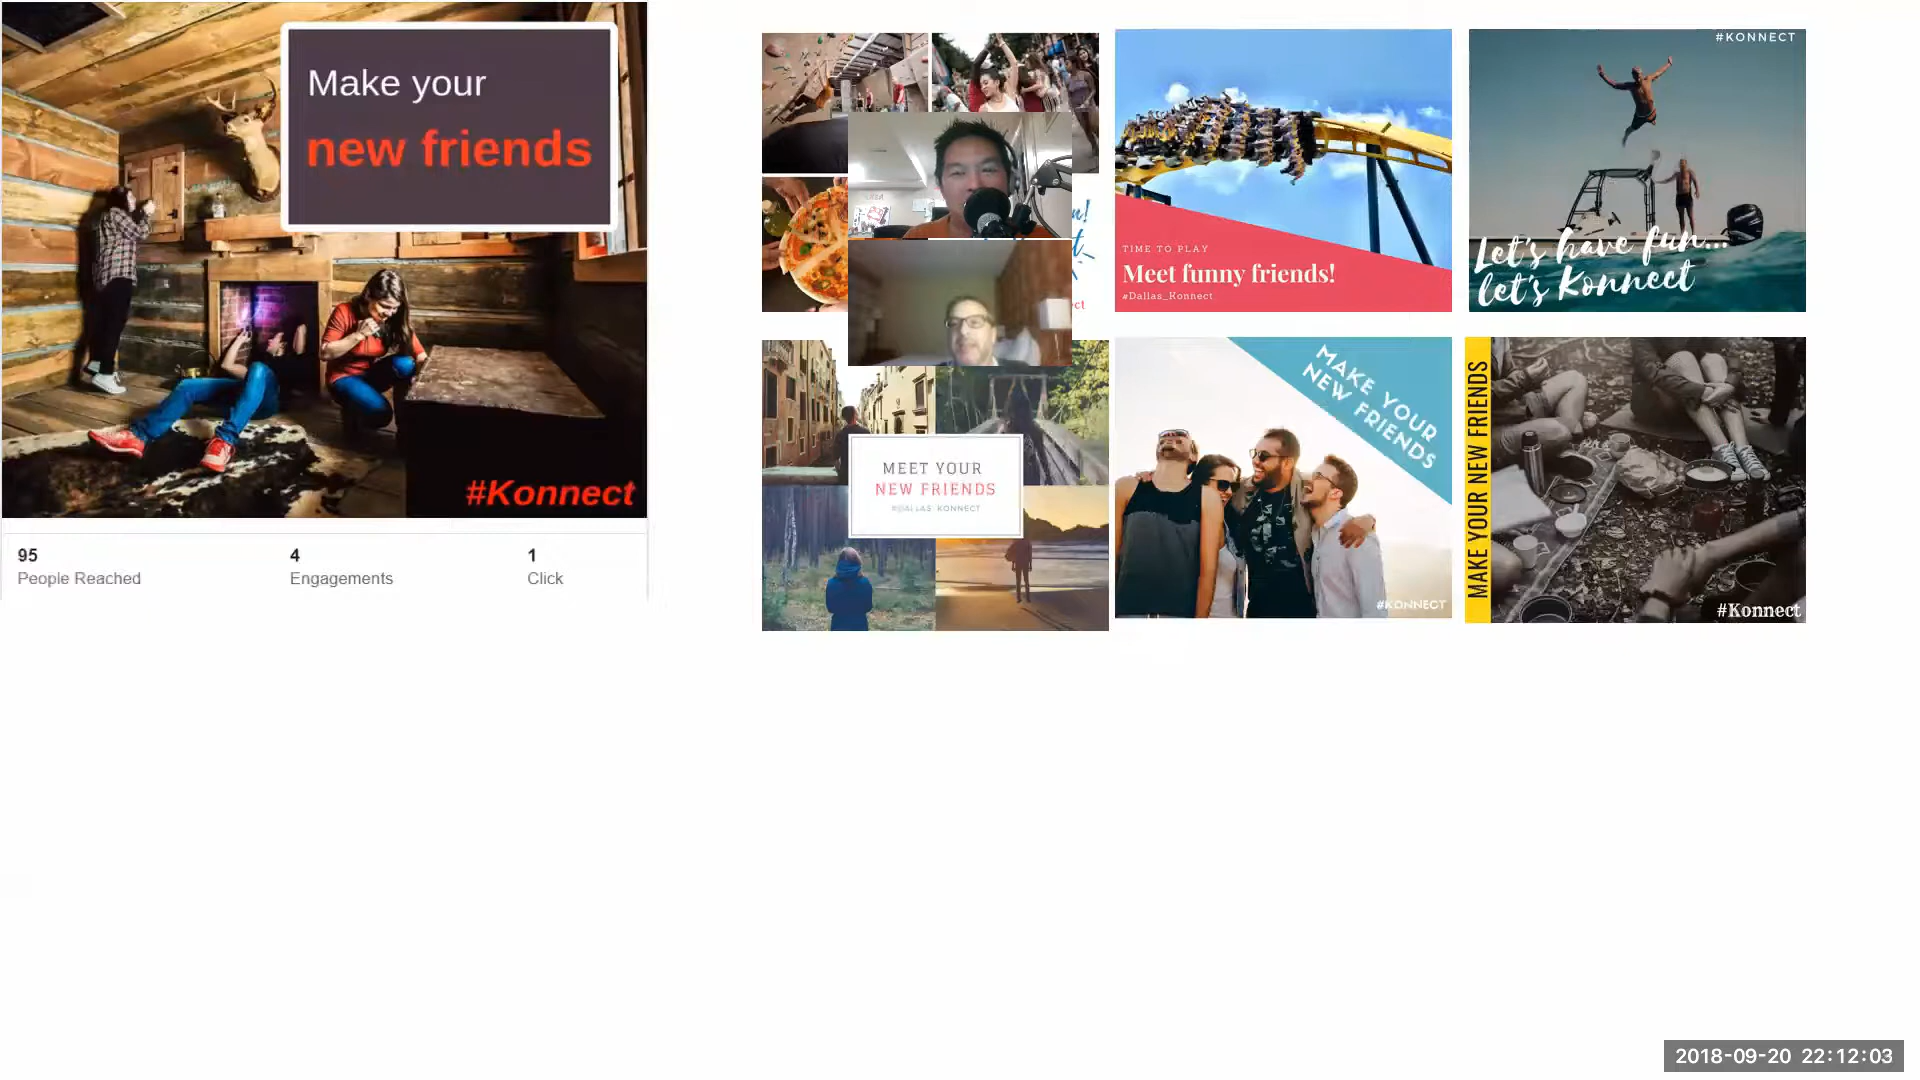 Make your
new friends
#Konnect
95
People Reached
4
Engagements
1
Click
TIME TO PLAY
Meet funny friends!
#Dallas_Konnect
#KONNECT
Let's have fun...
let's Konnect
MEET YOUR
NEW FRIENDS
#DALLAS_KONNECT
MAKE YOUR
NEW FRIENDS
#KONNECT
MAKE YOUR NEW FRIENDS
#Konnect
2018-09-20 22:12:03